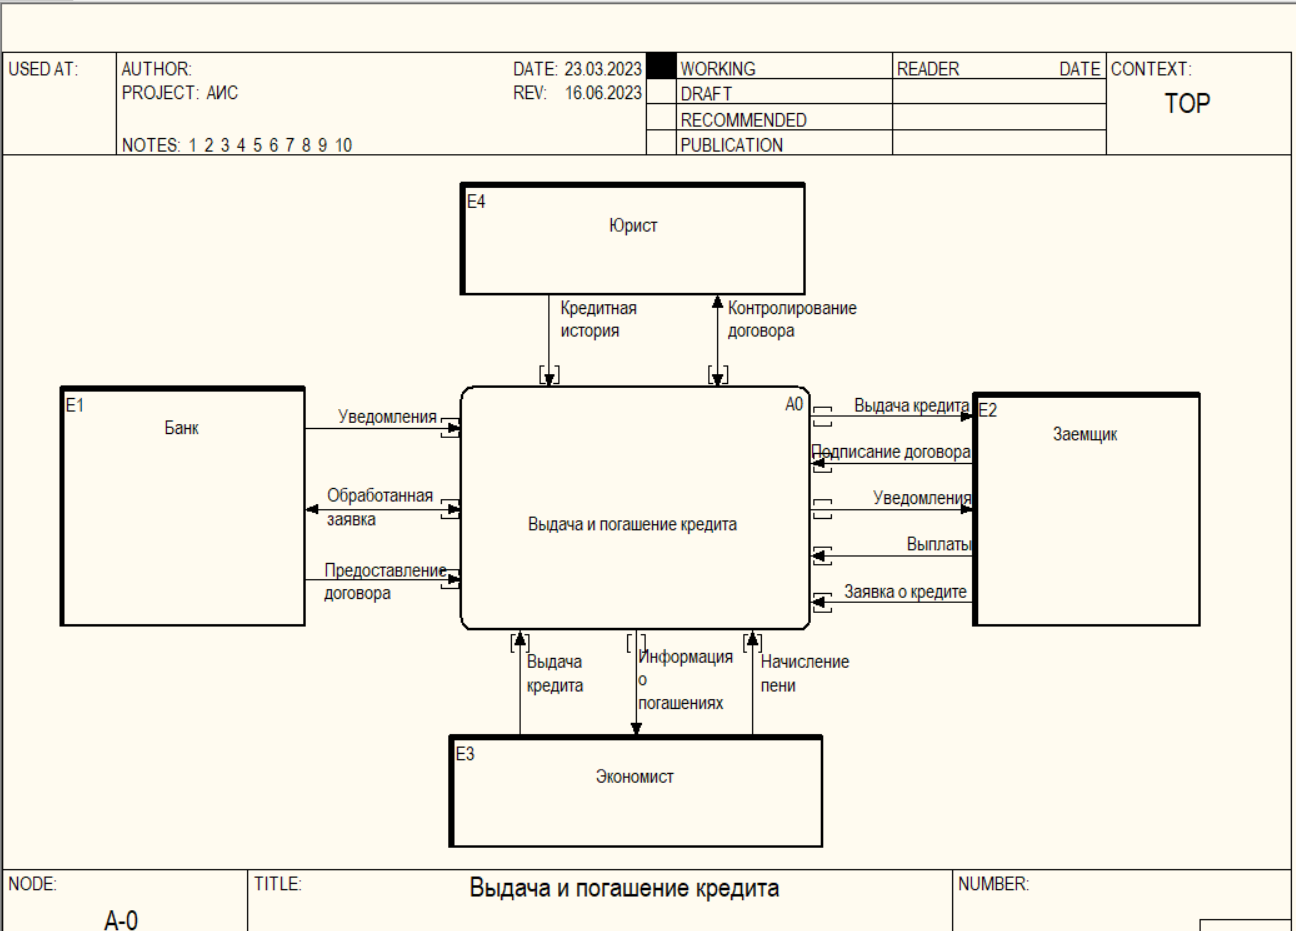 USED AT:
AUTHOR:
DATE: 23.03.2023
WORKING
READER
DATE
CONTEXT:
PROJECT: АИС
REV: 16.06.2023
DRAFT
TOP
RECOMMENDED
NOTES: 1 2 3 4 5 6 7 8 9 10
PUBLICATION
E4
Юрист
Кредитная
история
Контролирование
договора
E1
Банк
Уведомления
Обработанная
заявка
Предоставление
договора
A0
Выдача и погашение кредита
Выдача кредита
Подписание договора
Уведомления
Выплаты
Заявка о кредите
E2
Заемщик
Выдача
кредита
Информация
о
погашениях
Начисление
пени
E3
Экономист
NODE:
A-0
TITLE:
Выдача и погашение кредита
NUMBER: